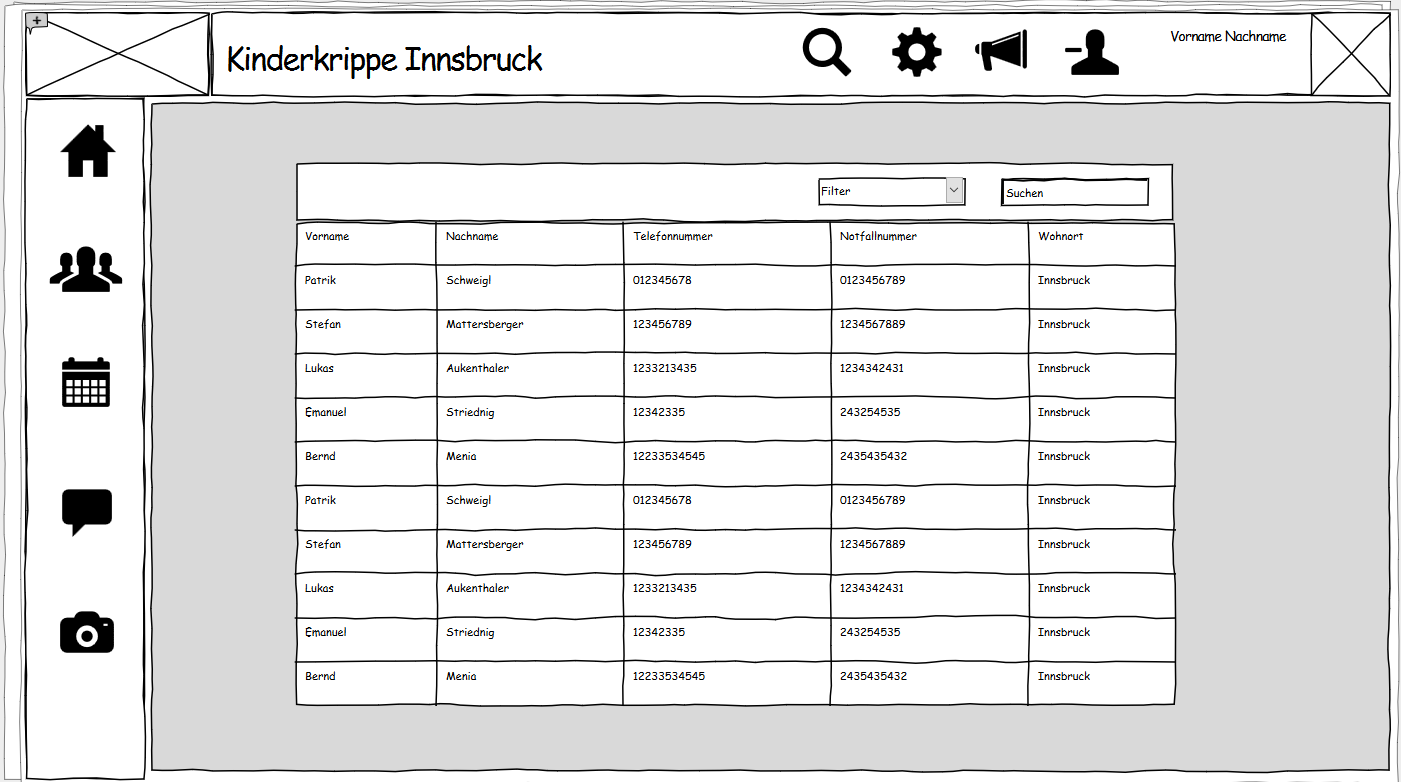 Kinderkrippe Innsbruck
Vorname Nachname
Filter Suchen
Vorname Nachname Telefonnummer Notfallnummer Wohnort
Patrik Schweigl 012345678 0123456789 Innsbruck
Stefan Mattersberger 123456789 1234567889 Innsbruck
Lukas Aukenthaler 1233213435 1234342431 Innsbruck
Emanuel Striednig 12342335 243254535 Innsbruck
Bernd Menia 12233534545 2435435432 Innsbruck
Patrik Schweigl 012345678 0123456789 Innsbruck
Stefan Mattersberger 123456789 1234567889 Innsbruck
Lukas Aukenthaler 1233213435 1234342431 Innsbruck
Emanuel Striednig 12342335 243254535 Innsbruck
Bernd Menia 12233534545 2435435432 Innsbruck